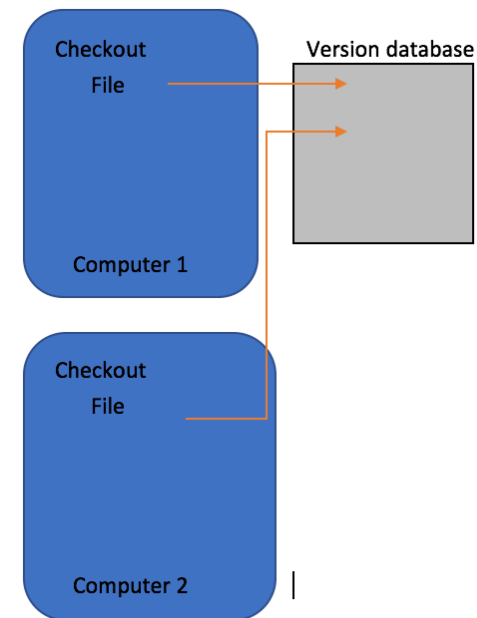 Checkout
File
Computer 1
Version database
Checkout
File
Computer 2